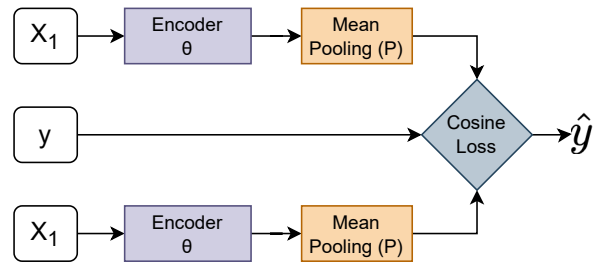 X₁
Encoder
θ
Mean
Pooling (P)
y
Cosine
Loss
ŷ
X₁
Encoder
θ
Mean
Pooling (P)